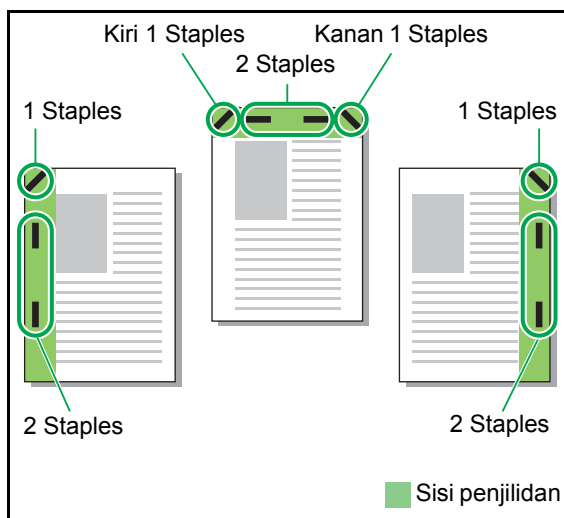 Kiri 1 Staples
Kanan 1 Staples
2 Staples
1 Staples
1 Staples
2 Staples
2 Staples
Sisi penjilidan